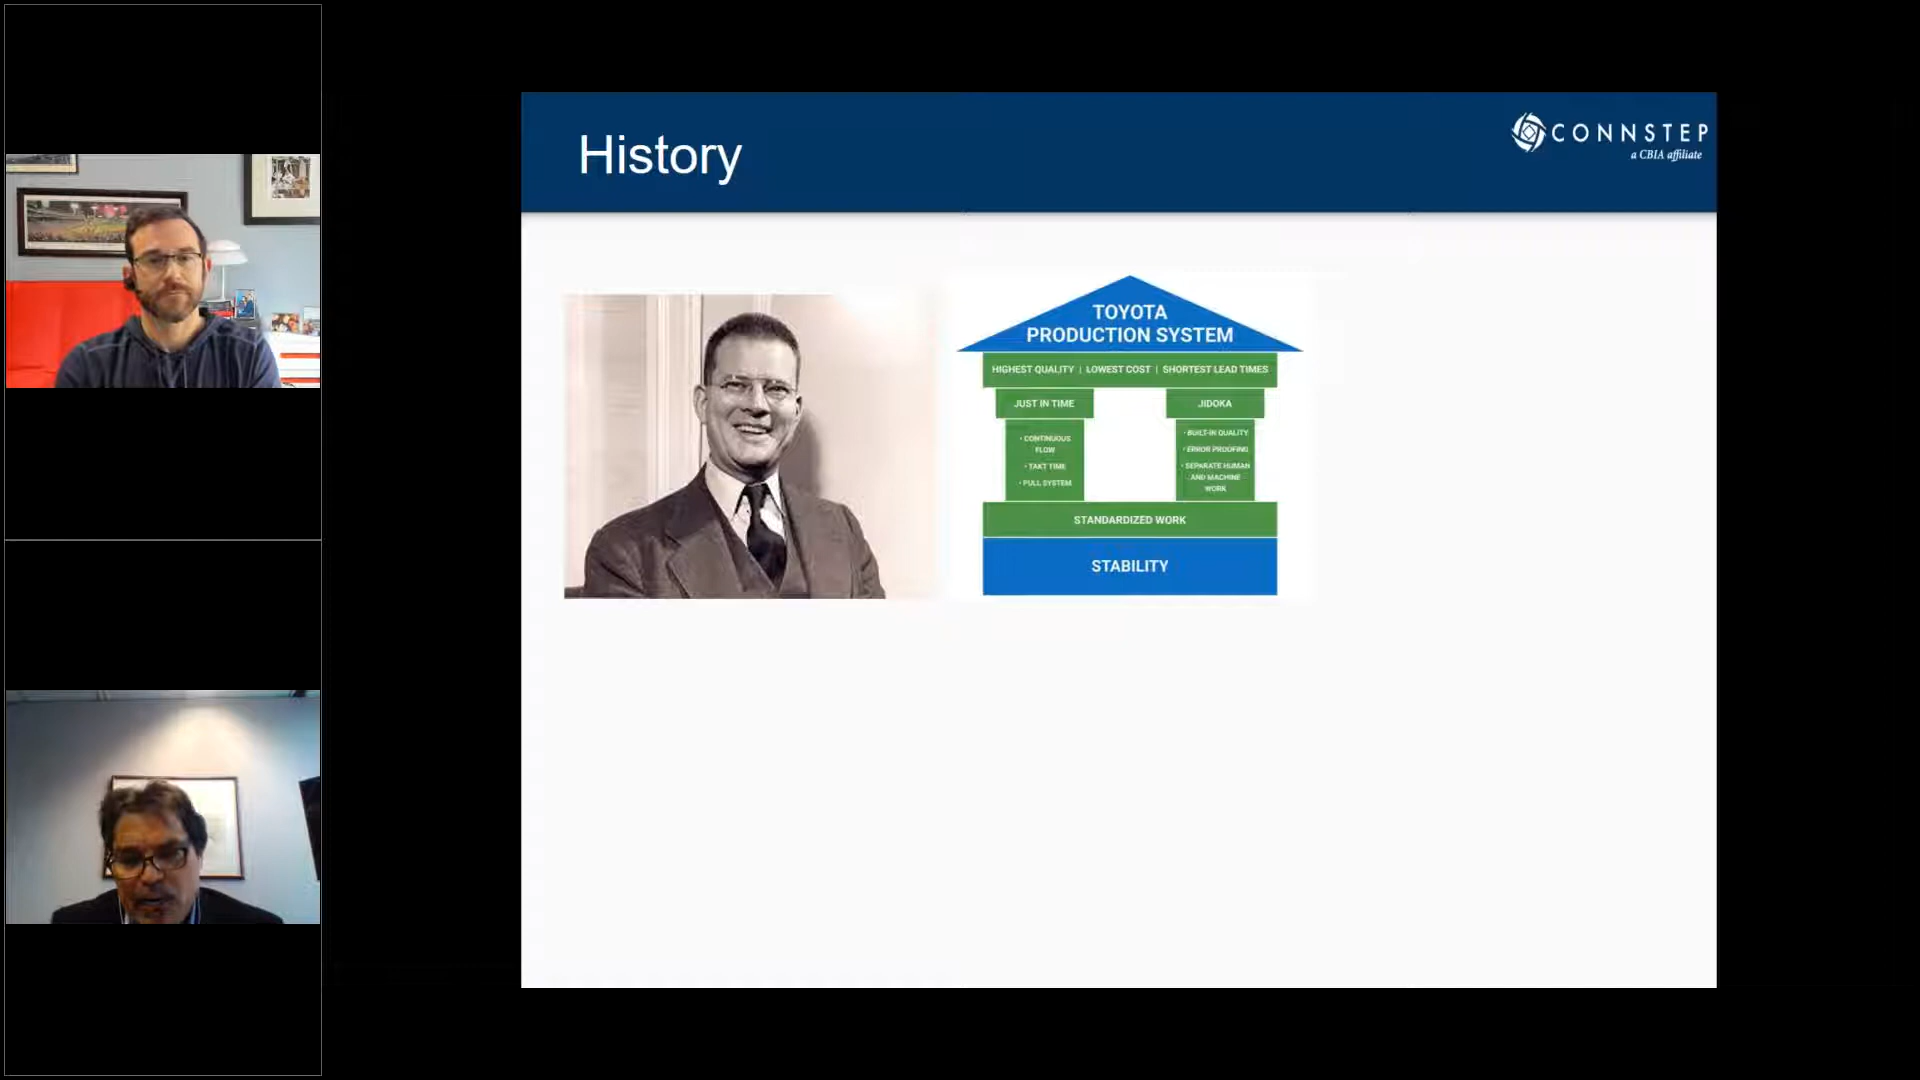 History
CONNSTEP
a CBIA affiliate
TOYOTA
PRODUCTION SYSTEM
HIGHEST QUALITY | LOWEST COST | SHORTEST LEAD TIMES
JUST IN TIME
• CONTINUOUS
FLOW
• TAKT TIME
• PULL SYSTEM
JIDOKA
• BUILT-IN QUALITY
• ERROR PROOFING
• SEPARATE HUMAN
AND MACHINE
WORK
STANDARDIZED WORK
STABILITY